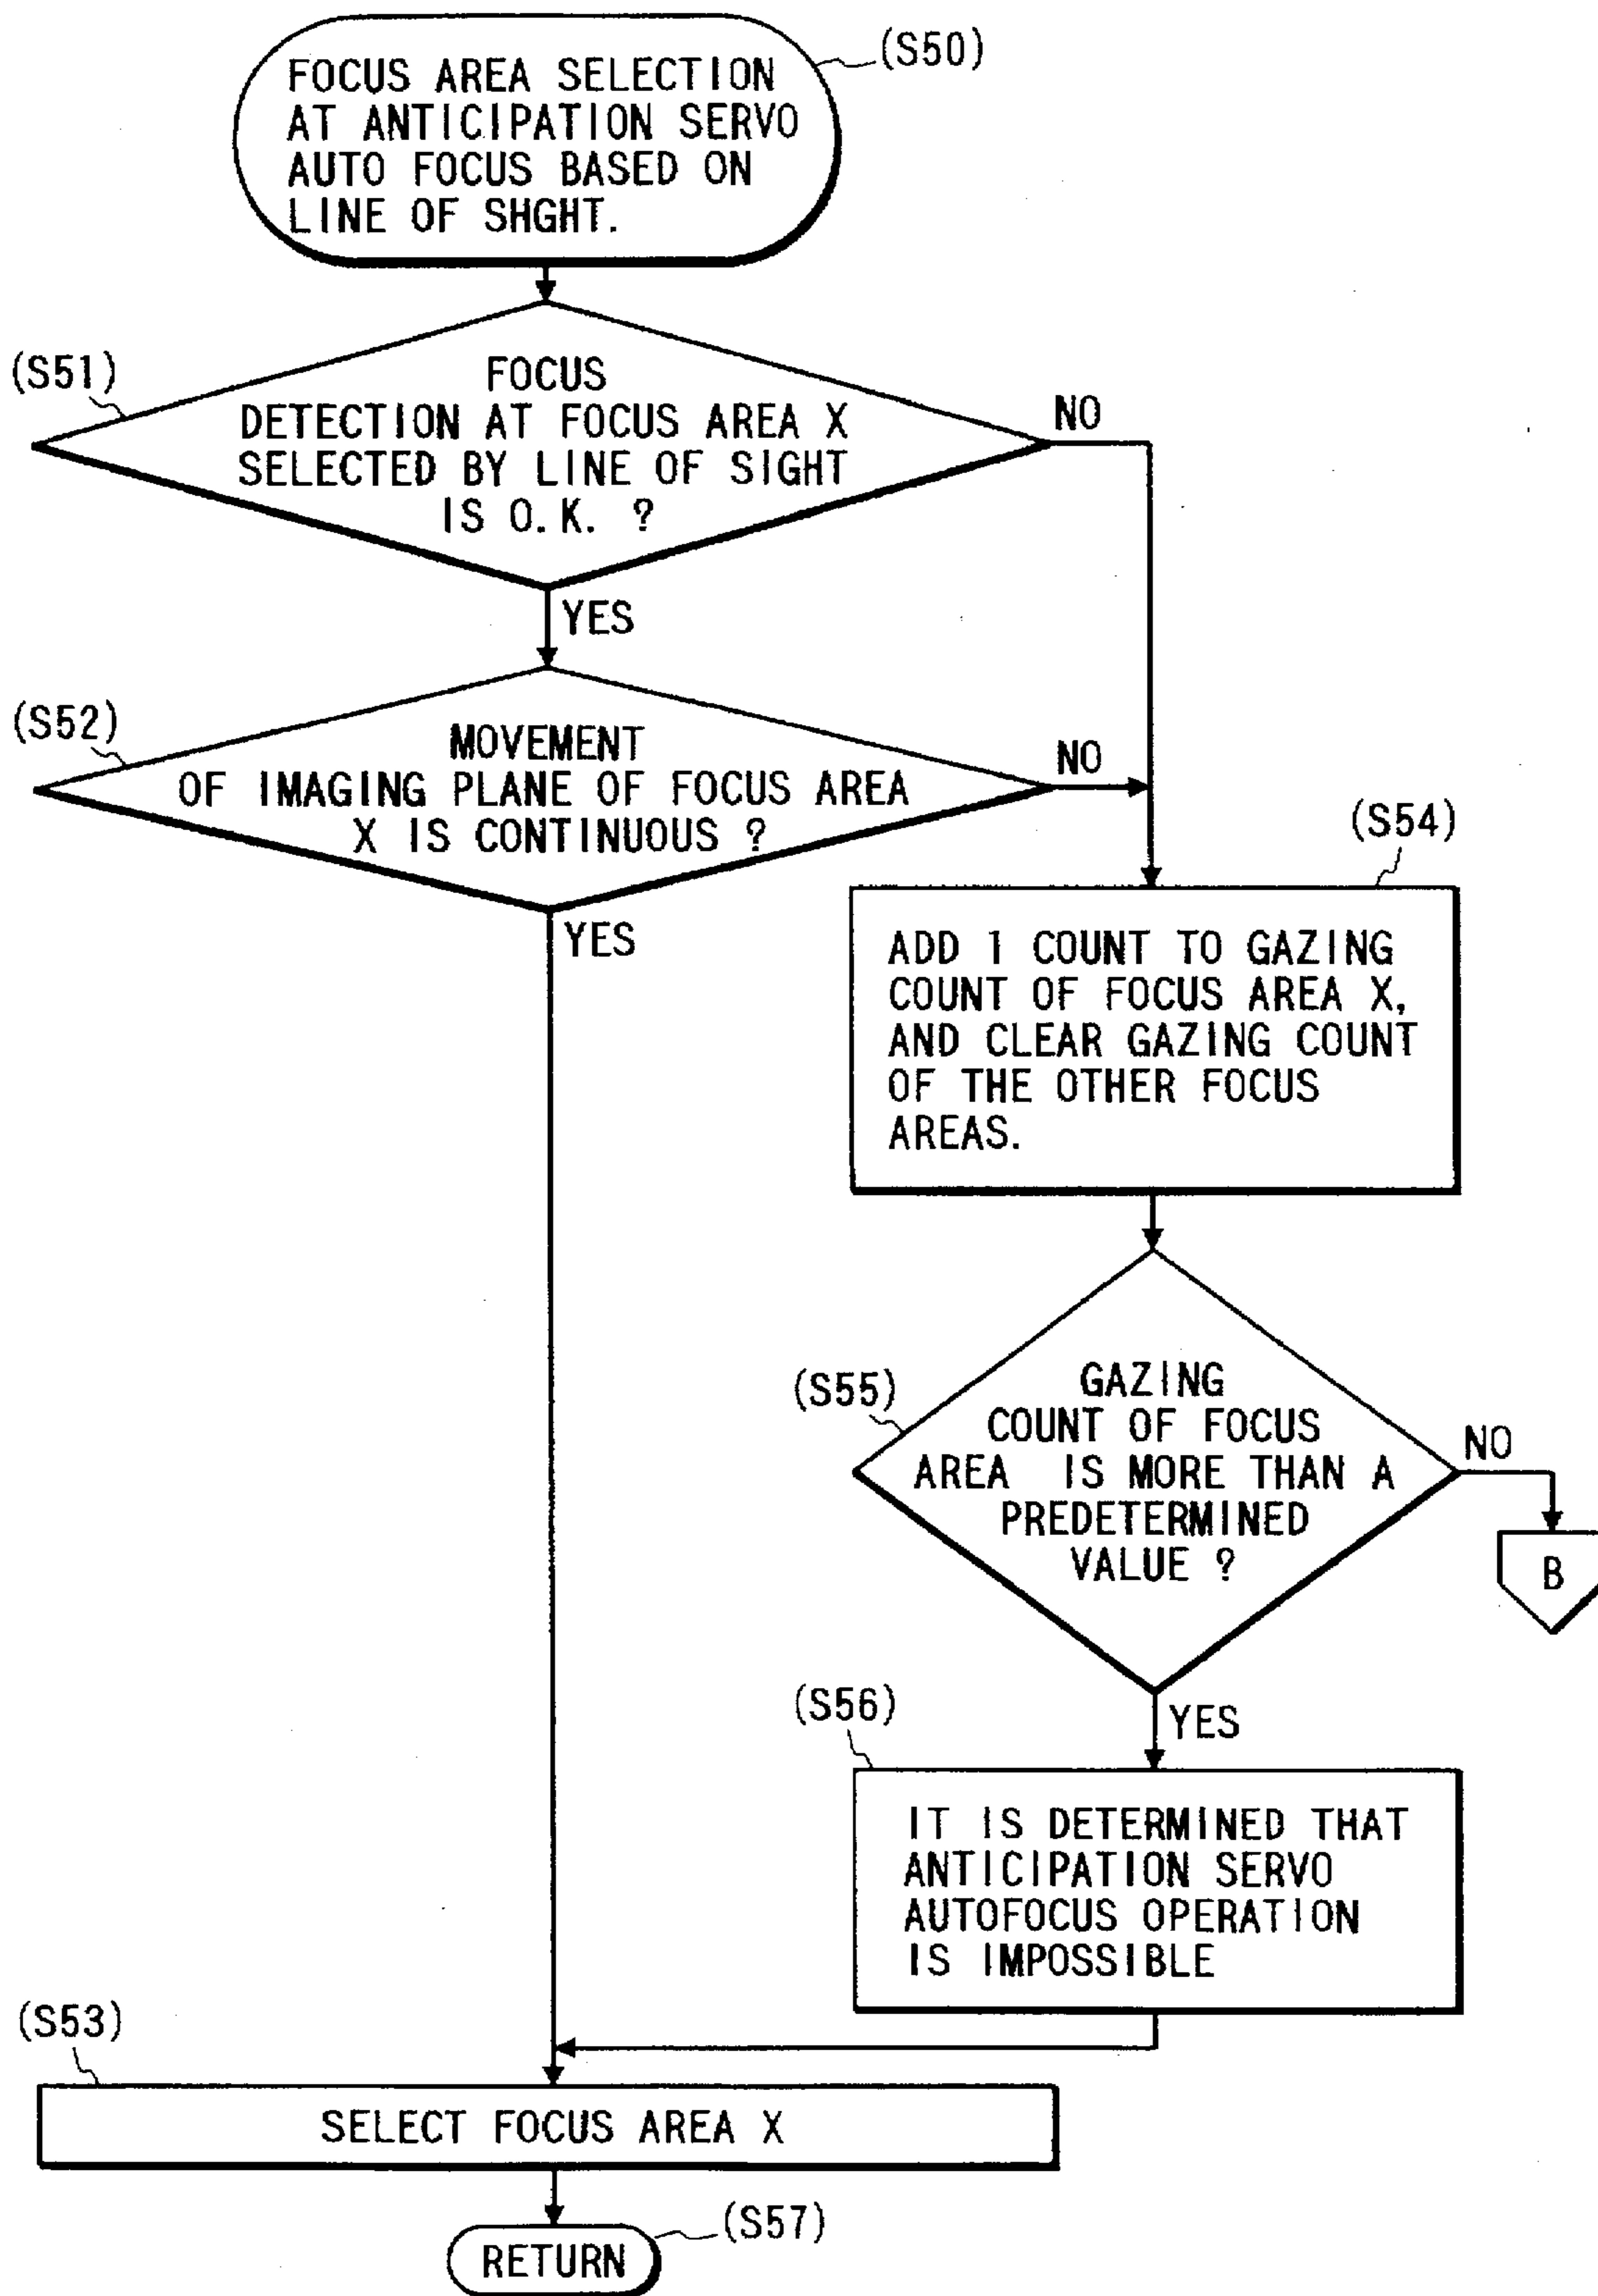 (S50)
FOCUS AREA SELECTION
AT ANTICIPATION SERVO
AUTO FOCUS BASED ON
LINE OF SHGHT.
(S51)
FOCUS
DETECTION AT FOCUS AREA X
SELECTED BY LINE OF SIGHT
IS O.K. ?
NO
YES
(S52)
MOVEMENT
OF IMAGING PLANE OF FOCUS AREA
X IS CONTINUOUS ?
NO
YES
(S54)
ADD 1 COUNT TO GAZING
COUNT OF FOCUS AREA X,
AND CLEAR GAZING COUNT
OF THE OTHER FOCUS
AREAS.
(S55)
GAZING
COUNT OF FOCUS
AREA IS MORE THAN A
PREDETERMINED
VALUE ?
NO
B
YES
(S56)
IT IS DETERMINED THAT
ANTICIPATION SERVO
AUTOFOCUS OPERATION
IS IMPOSSIBLE
(S53)
SELECT FOCUS AREA X
(S57)
RETURN